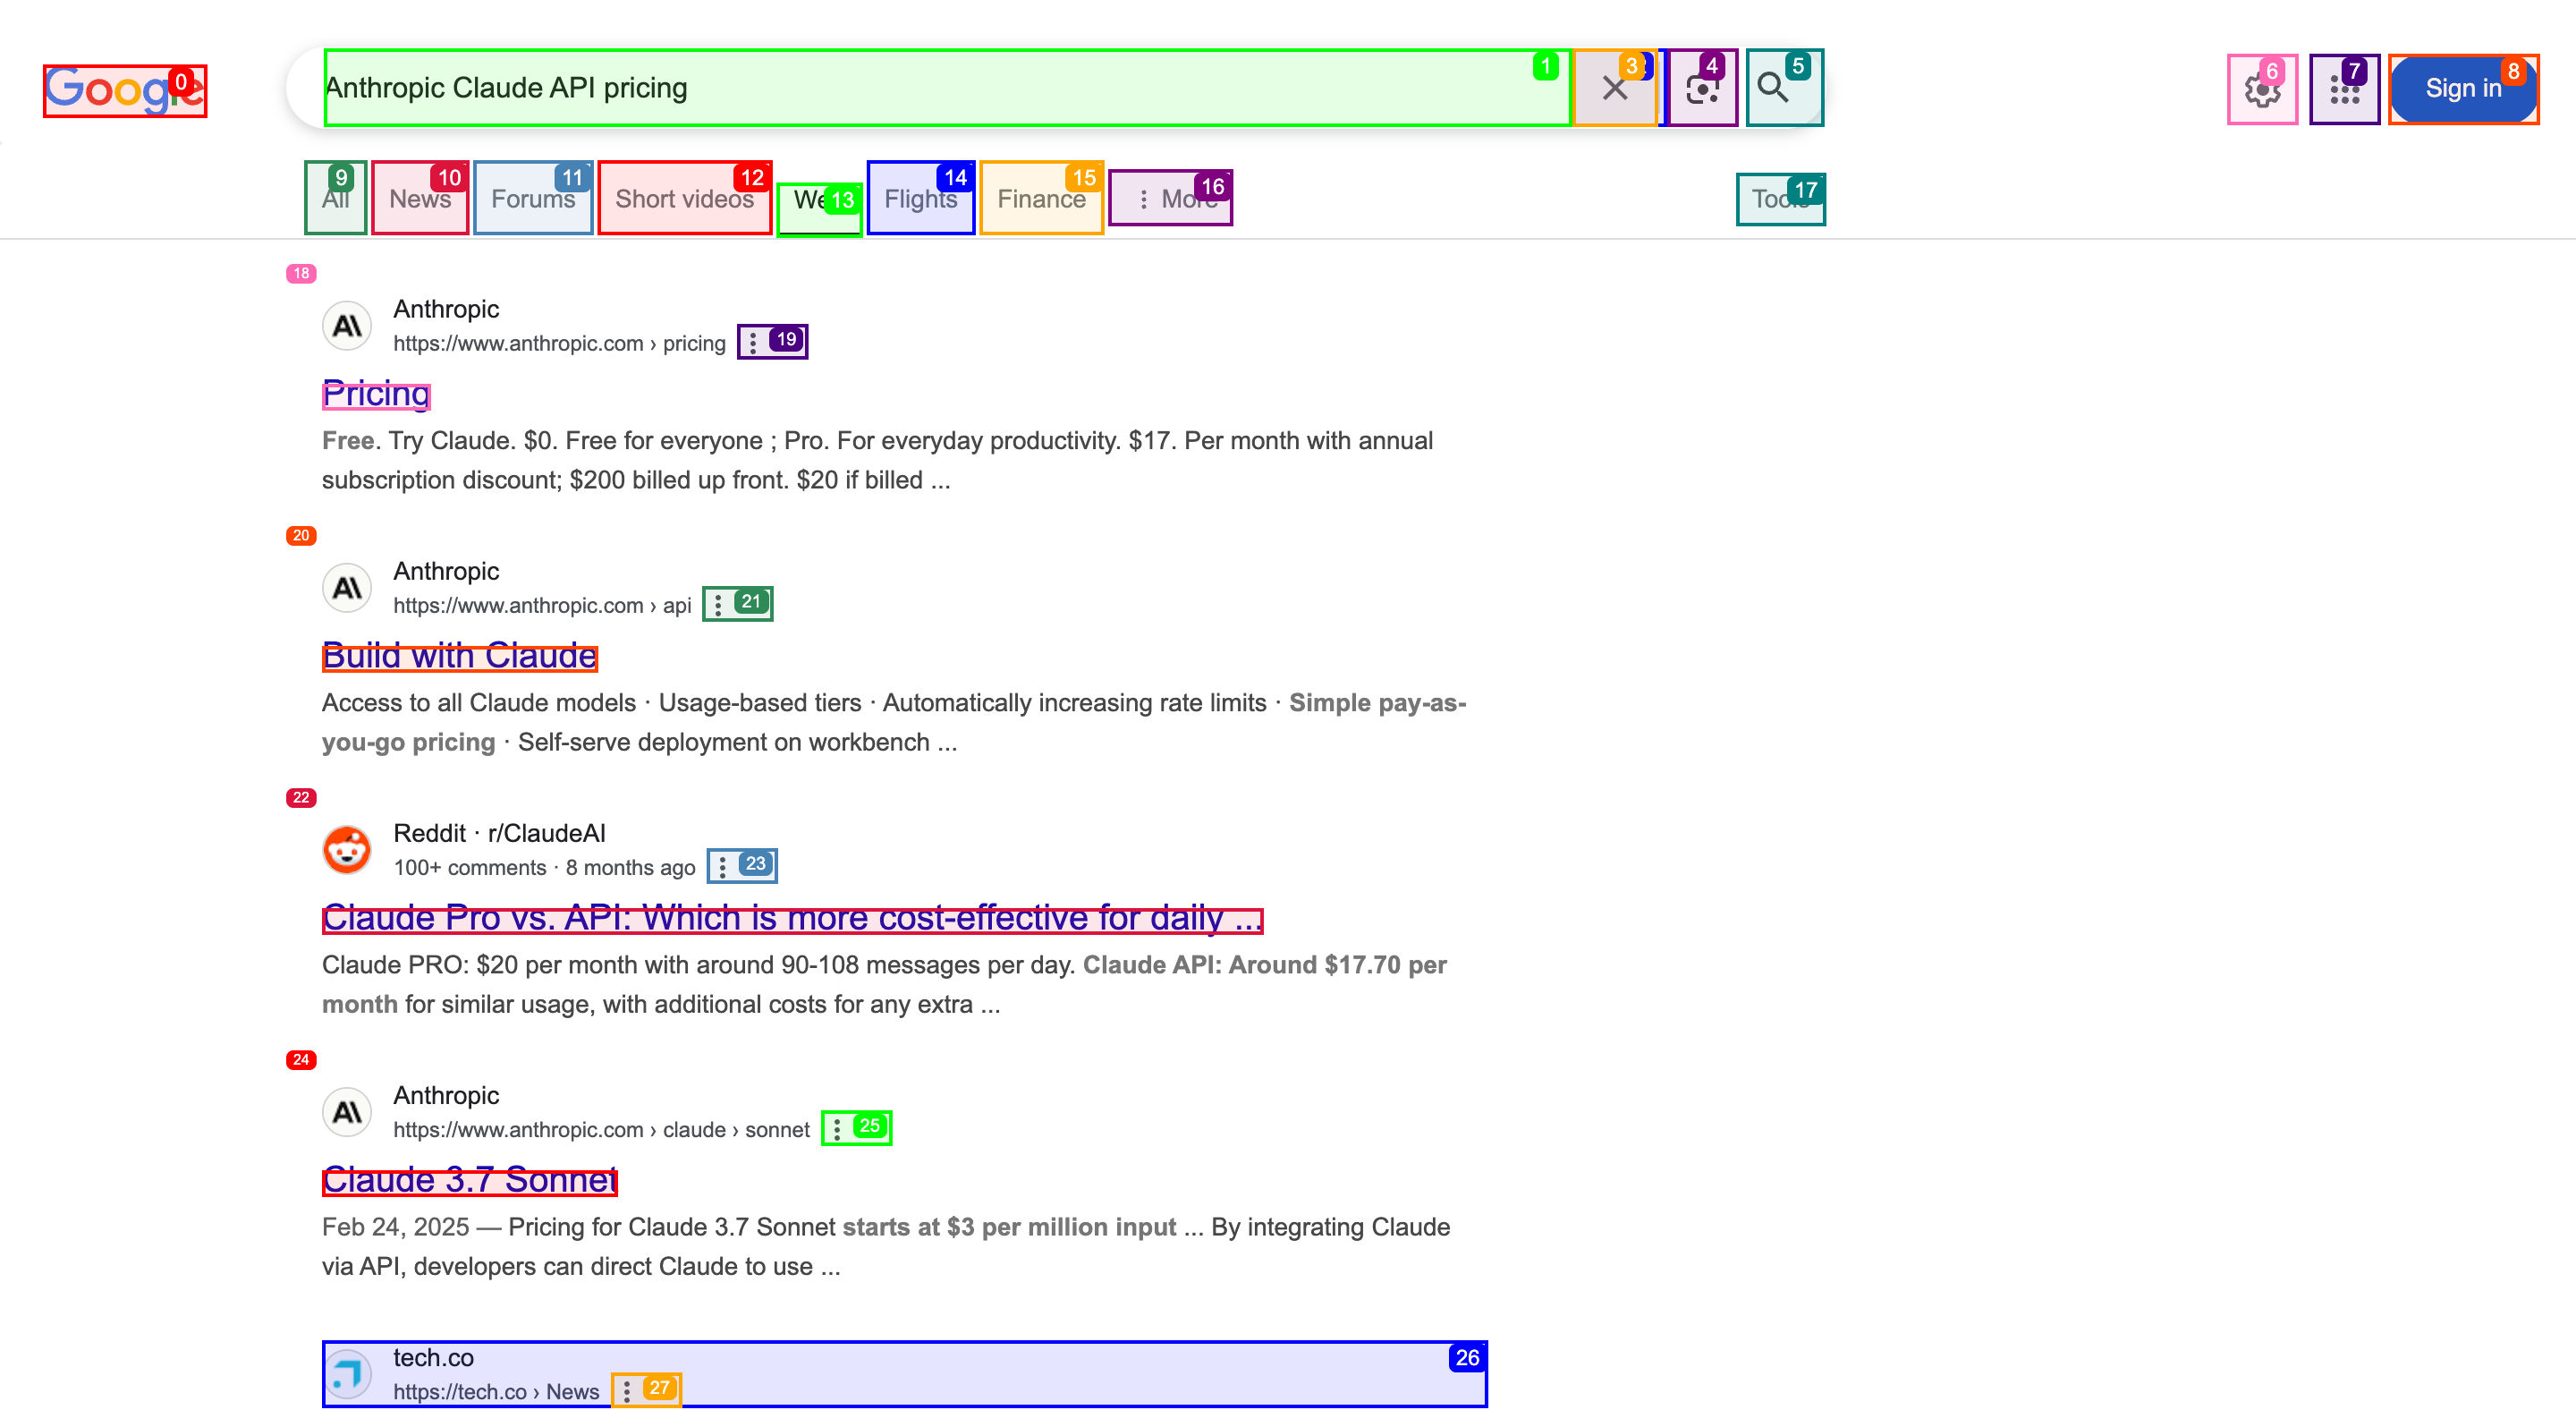 Google
Anthropic Claude API pricing
Sign in
All
News
Forums
Short videos
We
Flights
Finance
More
Tools
0
1
3
4
5
6
7
8
9
10
11
12
13
14
15
16
17
18
Anthropic
https://www.anthropic.com › pricing
19
Pricing
Free. Try Claude. $0. Free for everyone ; Pro. For everyday productivity. $17. Per month with annual
subscription discount; $200 billed up front. $20 if billed ...
20
Anthropic
https://www.anthropic.com › api
21
Build with Claude
Access to all Claude models · Usage-based tiers · Automatically increasing rate limits · Simple pay-as-
you-go pricing · Self-serve deployment on workbench ...
22
Reddit · r/ClaudeAI
100+ comments · 8 months ago
23
Claude Pro vs. API: Which is more cost-effective for daily ...
Claude PRO: $20 per month with around 90-108 messages per day. Claude API: Around $17.70 per
month for similar usage, with additional costs for any extra ...
24
Anthropic
https://www.anthropic.com › claude › sonnet
25
Claude 3.7 Sonnet
Feb 24, 2025 — Pricing for Claude 3.7 Sonnet starts at $3 per million input ... By integrating Claude
via API, developers can direct Claude to use ...
26
tech.co
https://tech.co › News
27